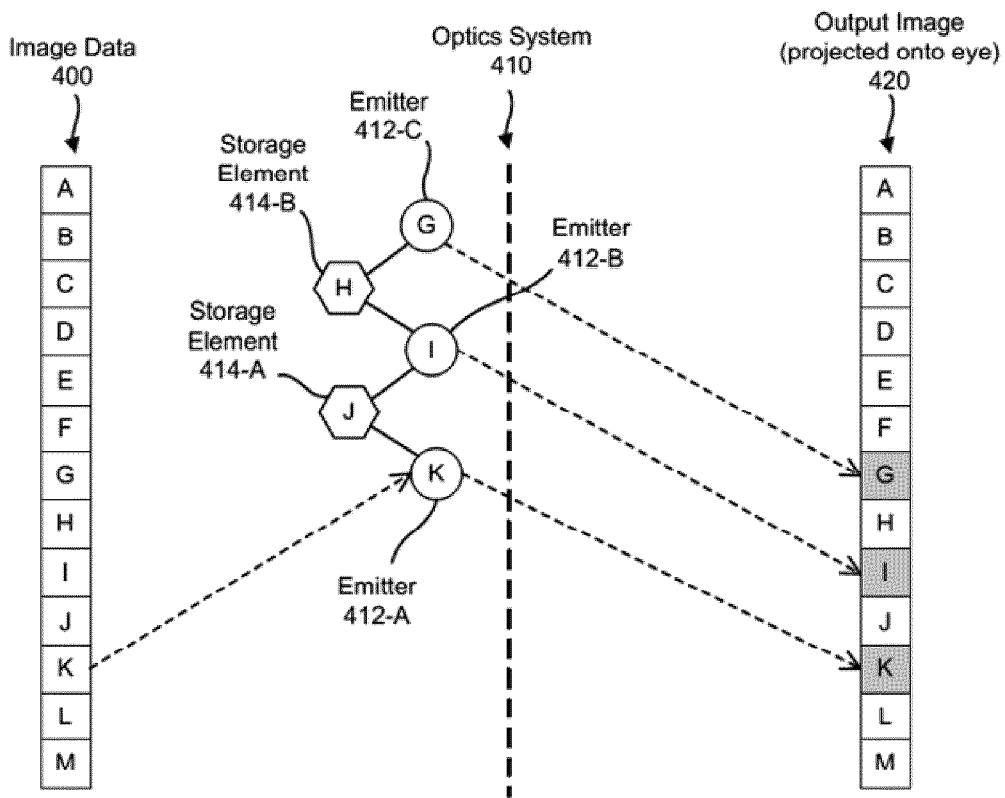 Image Data
400
Optics System
410
Output Image
(projected onto eye)
420
Emitter
412-C
Storage
Element
414-B
Emitter
412-B
Storage
Element
414-A
Emitter
412-A
A
B
C
D
E
F
G
H
I
J
K
L
M
G
H
I
J
K
A
B
C
D
E
F
G
H
I
J
K
L
M